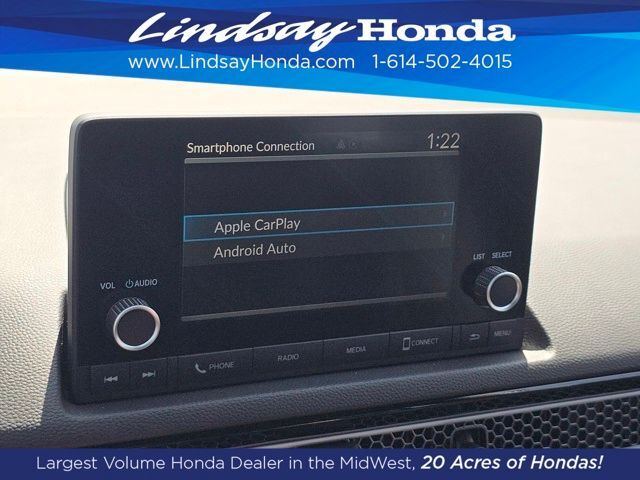 Lindsay Honda
www.LindsayHonda.com 1-614-502-4015
Smartphone Connection 1:22
Apple CarPlay
Android Auto
LIST SELECT
VOL AUDIO
PHONE RADIO MEDIA CONNECT MENU
Largest Volume Honda Dealer in the MidWest, 20 Acres of Hondas!